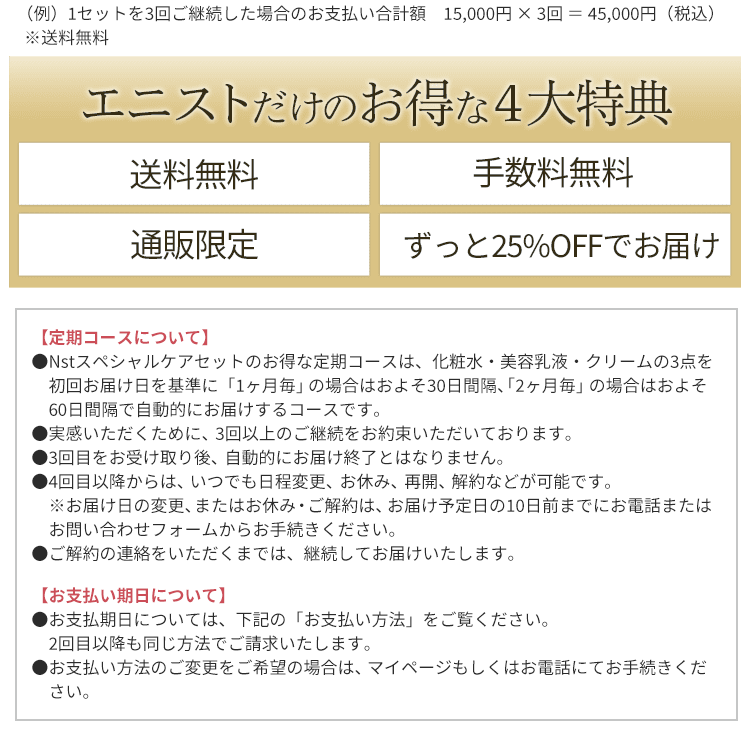 （例）1セットを3回ご継続した場合のお支払い合計額　15,000円 × 3回 ＝ 45,000円（税込）
※送料無料
エニストだけのお得な４大特典
送料無料
手数料無料
通販限定
ずっと25%OFFでお届け
【定期コースについて】
●Nstスペシャルケアセットのお得な定期コースは、化粧水・美容乳液・クリームの3点を
初回お届け日を基準に「1ヶ月毎」の場合はおよそ30日間隔、「2ヶ月毎」の場合はおよそ
60日間隔で自動的にお届けするコースです。
●実感いただくために、3回以上のご継続をお約束いただいております。
●3回目をお受け取り後、自動的にお届け終了とはなりません。
●4回目以降からは、いつでも日程変更、お休み、再開、解約などが可能です。
※お届け日の変更、またはお休み・ご解約は、お届け予定日の10日前までにお電話または
お問い合わせフォームからお手続きください。
●ご解約の連絡をいただくまでは、継続してお届けいたします。
【お支払い期日について】
●お支払期日については、下記の「お支払い方法」をご覧ください。
2回目以降も同じ方法でご請求いたします。
●お支払い方法のご変更をご希望の場合は、マイページもしくはお電話にてお手続きくだ
さい。